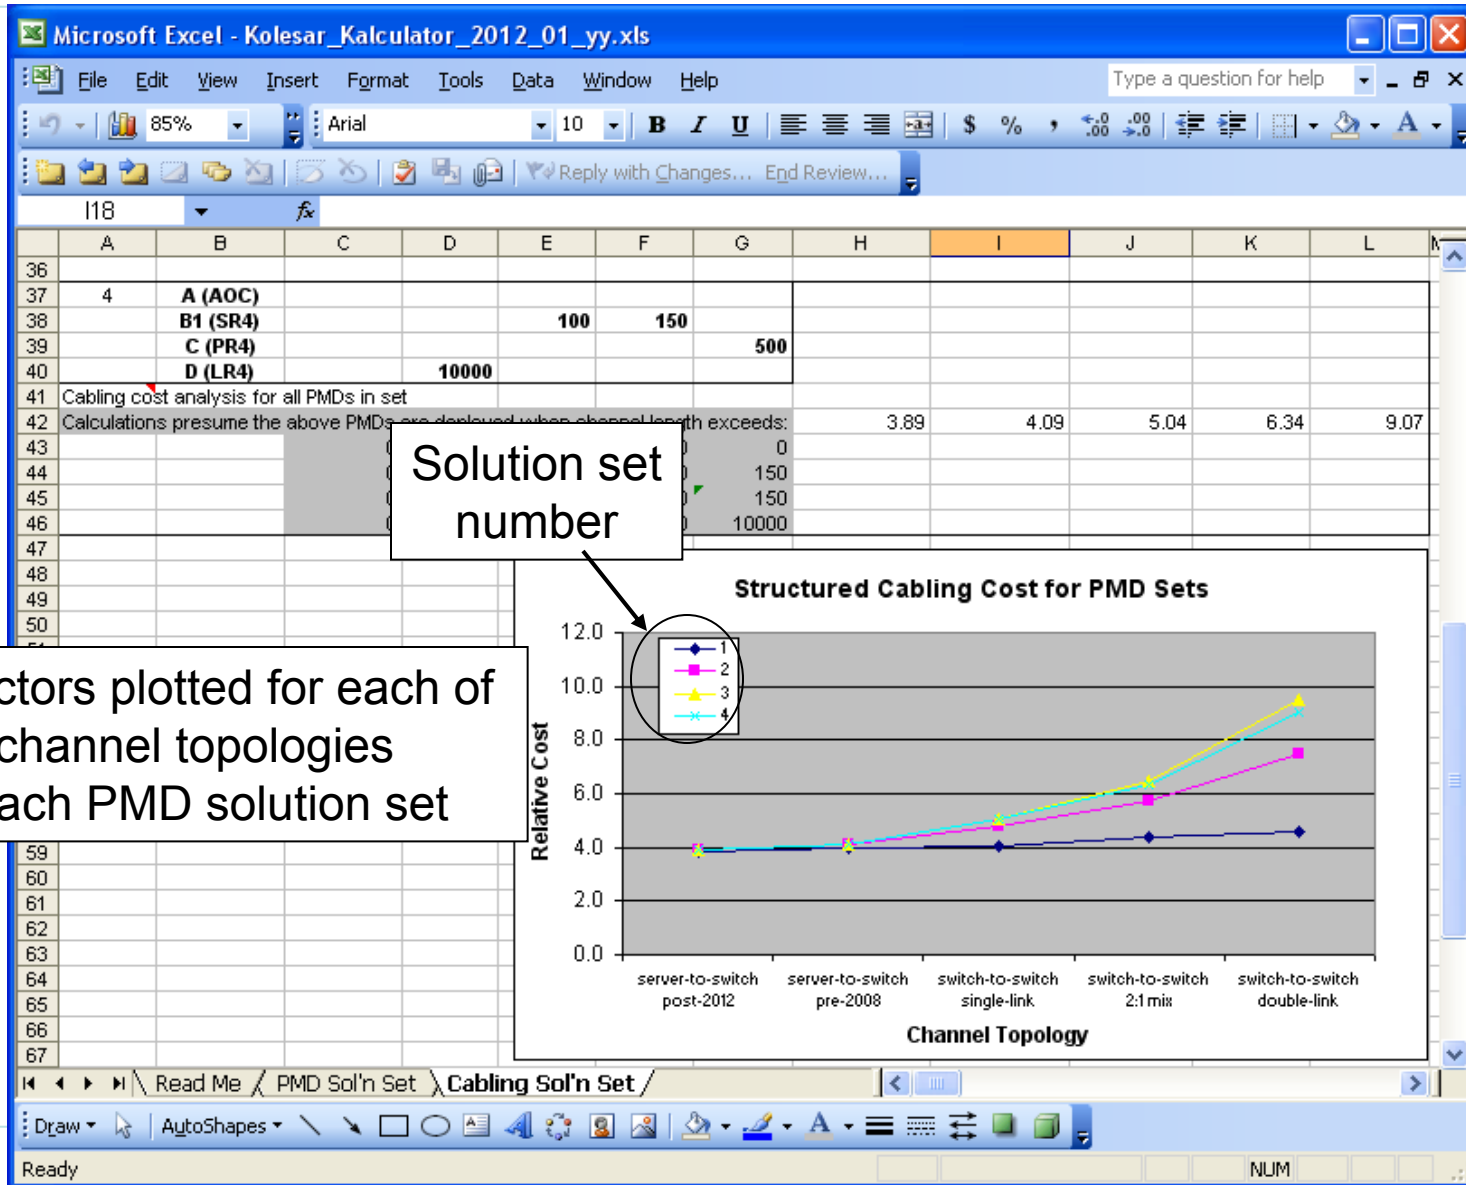 Microsoft Excel - Kolesar_Kalculator_2012_01_yy.xls
File Edit View Insert Format Tools Data Window Help Type a question for help
85% Arial 10 B I U $ % ,
Reply with Changes... End Review...
I18 fx
A B C D E F G H I J K L
36
37 4 A (AOC)
38 B1 (SR4) 100 150
39 C (PR4) 500
40 D (LR4) 10000
41 Cabling cost analysis for all PMDs in set
42 Calculations presume the above PMDs are deployed when channel length exceeds: 3.89 4.09 5.04 6.34 9.07
43 0
44 150
45 150
46 10000
47
48
49
50
Solution set
number
ctors plotted for each of
channel topologies
ach PMD solution set
59
60
61
62
63
64
65
66
67
Structured Cabling Cost for PMD Sets
12.0
10.0
8.0
6.0
4.0
2.0
0.0
Relative Cost
1
2
3
4
server-to-switch post-2012
server-to-switch pre-2008
switch-to-switch single-link
switch-to-switch 2:1 mix
switch-to-switch double-link
Channel Topology
Read Me PMD Sol'n Set Cabling Sol'n Set
Draw AutoShapes
Ready NUM